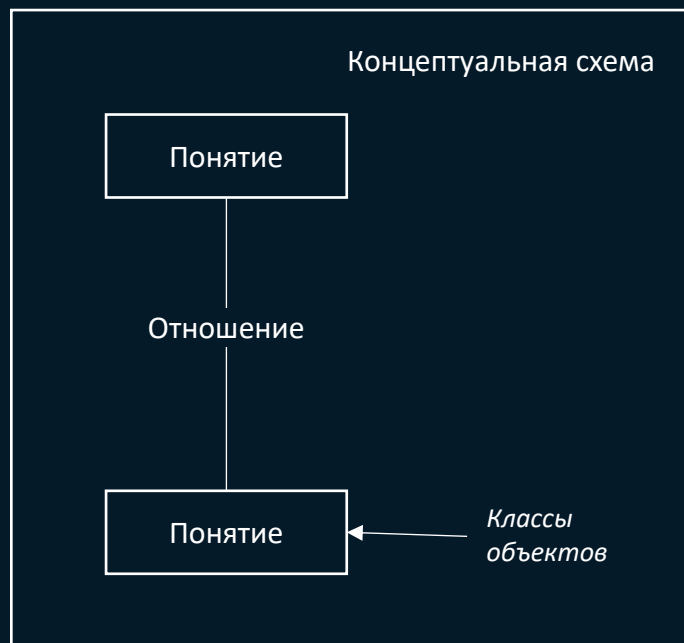 Концептуальная схема
Понятие
Отношение
Понятие
Классы
объектов